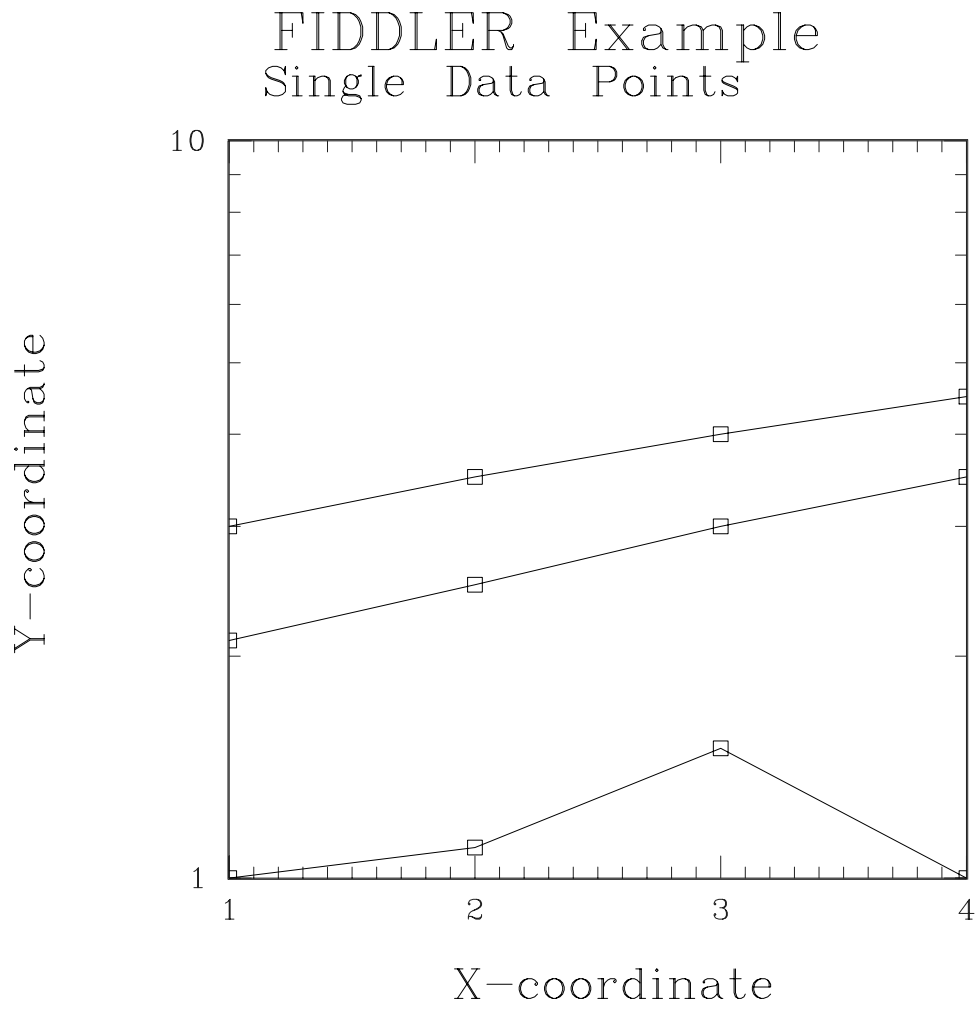 FIDDLER Example
Single Data Points
10
Y-coordinate
1
1 2 3 4
X-coordinate